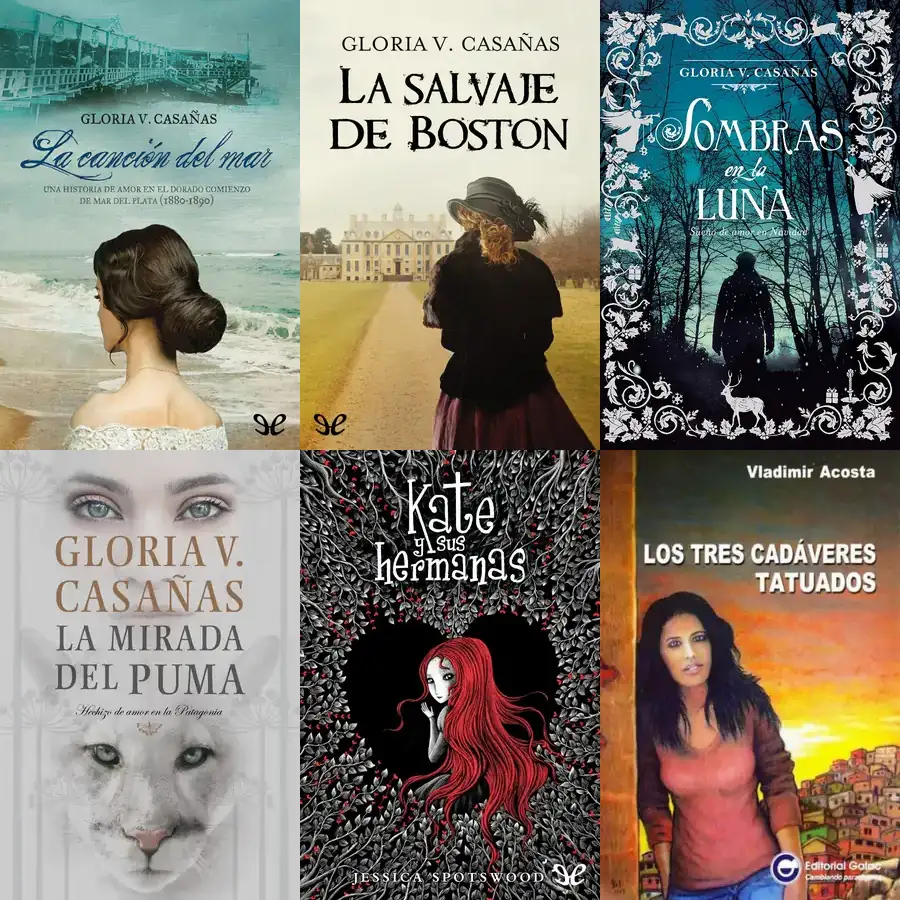 GLORIA V. CASAÑAS
La canción del mar
UNA HISTORIA DE AMOR EN EL DORADO COMIENZO
DE MAR DEL PLATA (1880-1890)
GLORIA V. CASAÑAS
LA SALVAJE
DE BOSTON
GLORIA V. CASAÑAS
SOMBRAS
en la
LUNA
Sueño de amor en Navidad
GLORIA V.
CASAÑAS
LA MIRADA
DEL PUMA
Hechizo de amor en la Patagonia
Kate
y sus
hermanas
JESSICA SPOTSWOOD
Vladimir Acosta
LOS TRES CADÁVERES
TATUADOS
Editorial Galac